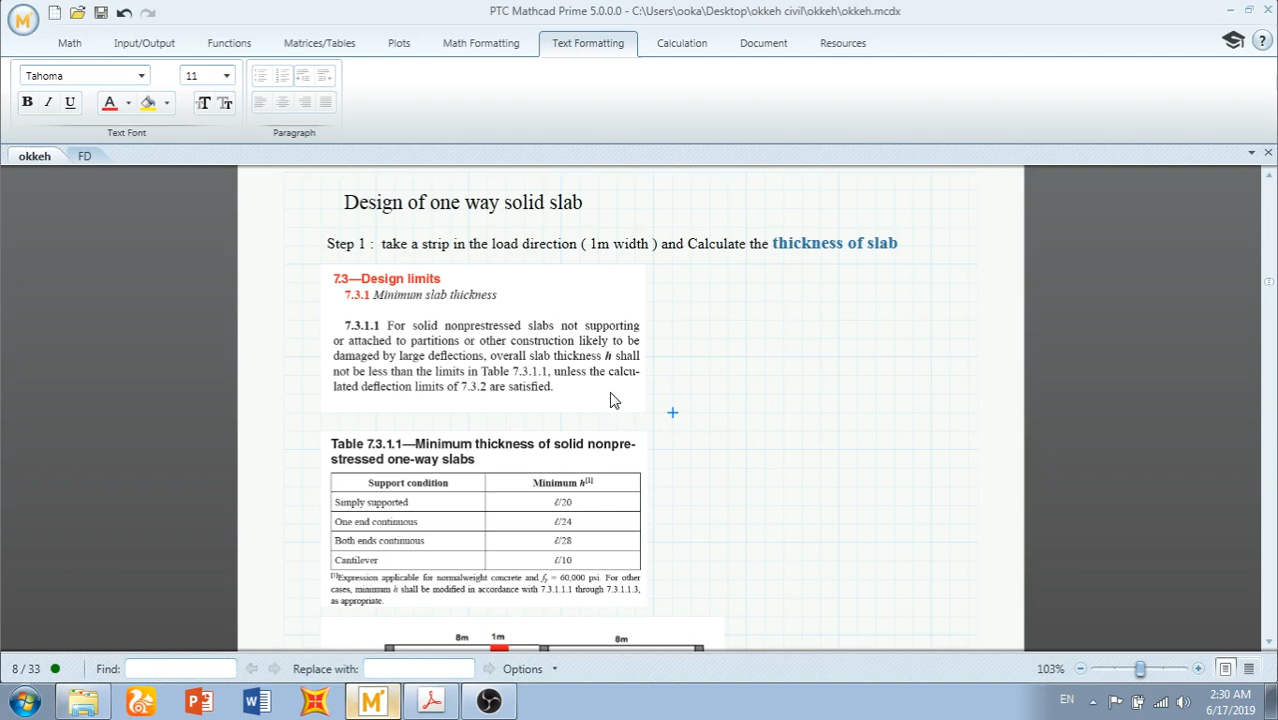 PTC Mathcad Prime 5.0.0.0 - C:\Users\ooka\Desktop\okkeh civil\okkeh\okkeh.mcdx
Math Input/Output Functions Matrices/Tables Plots Math Formatting Text Formatting Calculation Document Resources
Tahoma 11
B I U A T T T T
Text Font Paragraph
okkeh FD
Design of one way solid slab
Step 1 : take a strip in the load direction ( 1m width ) and Calculate the thickness of slab
7.3—Design limits
7.3.1 Minimum slab thickness
7.3.1.1 For solid nonprestressed slabs not supporting
or attached to partitions or other construction likely to be
damaged by large deflections, overall slab thickness h shall
not be less than the limits in Table 7.3.1.1, unless the calcu-
lated deflection limits of 7.3.2 are satisfied.
Table 7.3.1.1—Minimum thickness of solid nonpre-
stressed one-way slabs
Support condition Minimum h[1]
Simply supported ℓ/20
One end continuous ℓ/24
Both ends continuous ℓ/28
Cantilever ℓ/10
[1]Expression applicable for normalweight concrete and fy = 60,000 psi. For other
cases, minimum h shall be modified in accordance with 7.3.1.1.1 through 7.3.1.1.3,
as appropriate.
8m 1m 8m
8 / 33 Find: Replace with: Options 103%
EN 2:30 AM
6/17/2019